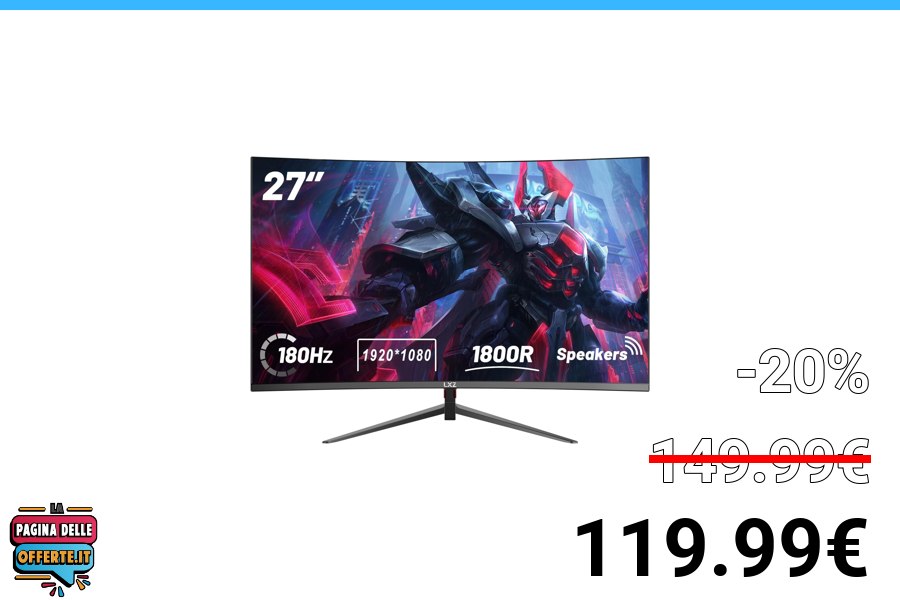 27"
180Hz
1920*1080
1800R
Speakers
LXZ
-20%
149.99€
119.99€
LA
PAGINA DELLE
OFFERTE.IT